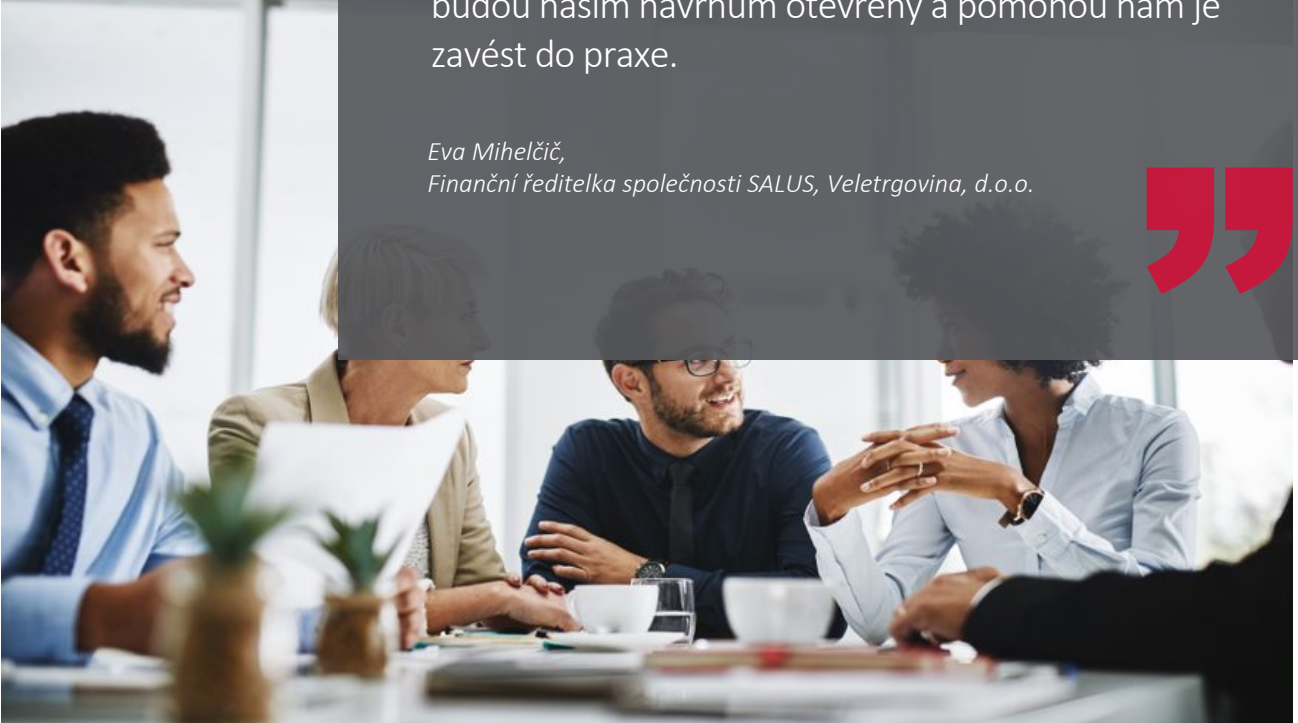 budou našim návrhům otevřeny a pomohou nám je
zavést do praxe.
Eva Mihelčič,
Finanční ředitelka společnosti SALUS, Veletrgovina, d.o.o.
”